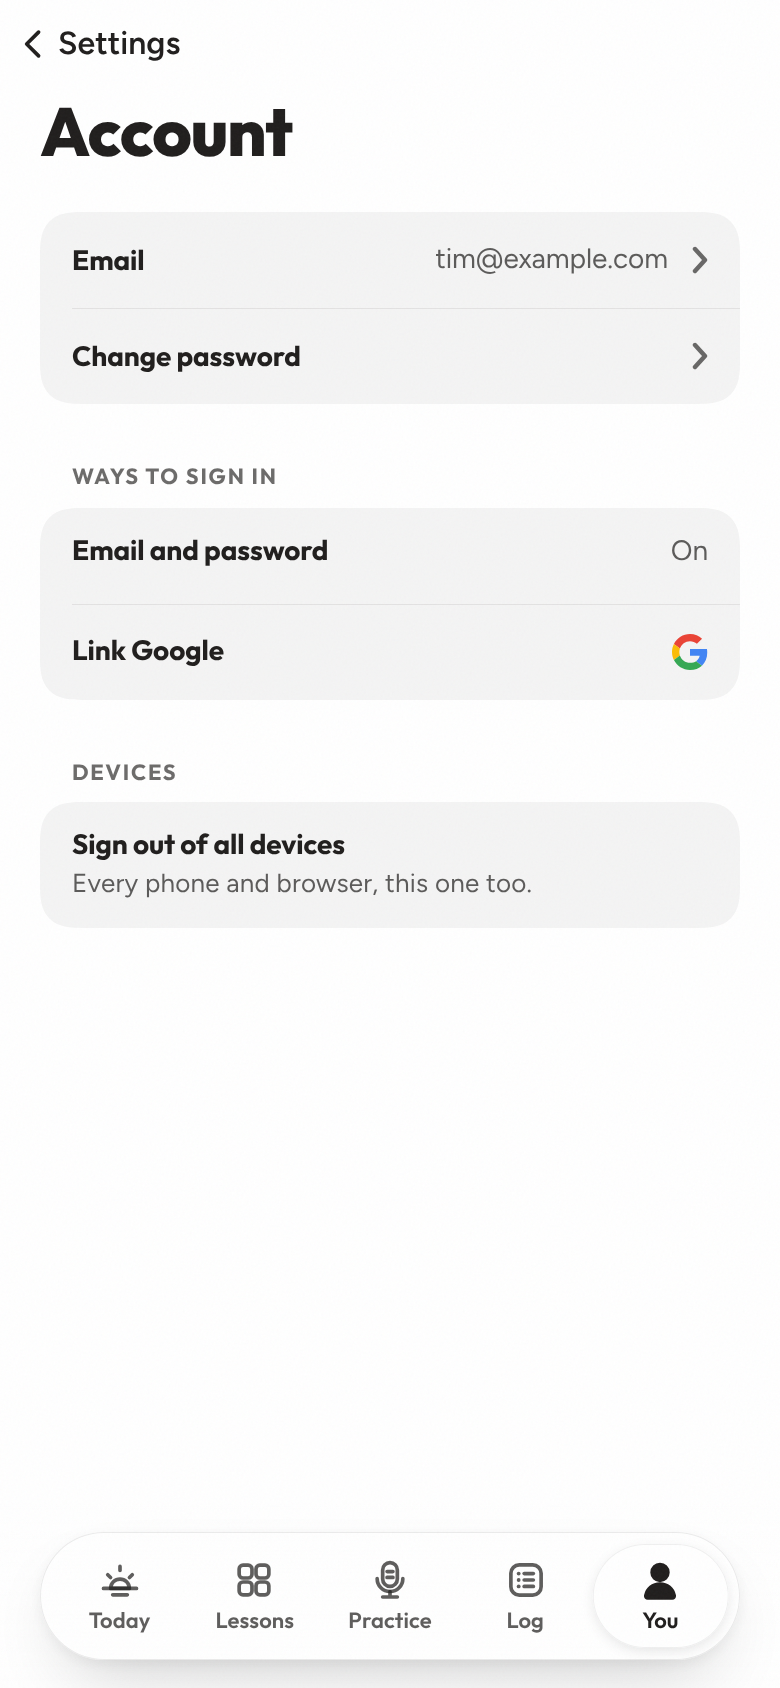 Settings
Account
Email
tim@example.com
Change password
WAYS TO SIGN IN
Email and password
On
Link Google
DEVICES
Sign out of all devices
Every phone and browser, this one too.
Today
Lessons
Practice
Log
You